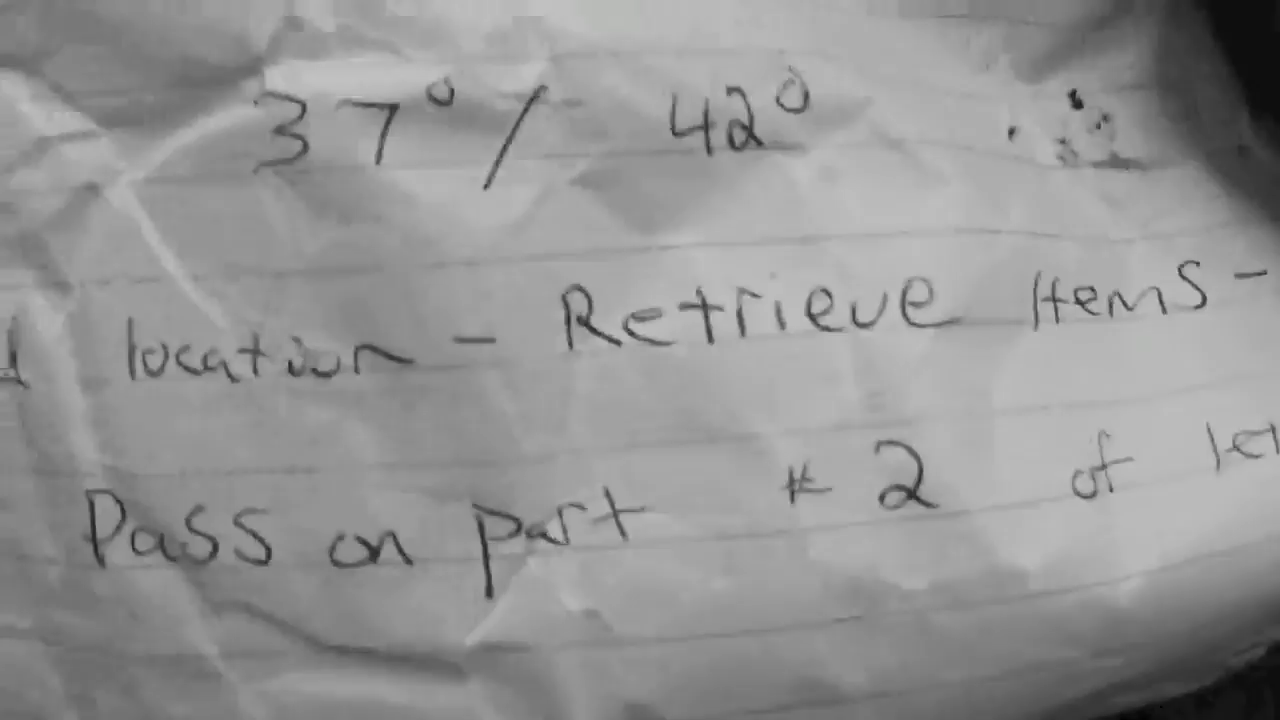 37°/ 42°
location - Retrieve Items -
Pass on part # 2 of